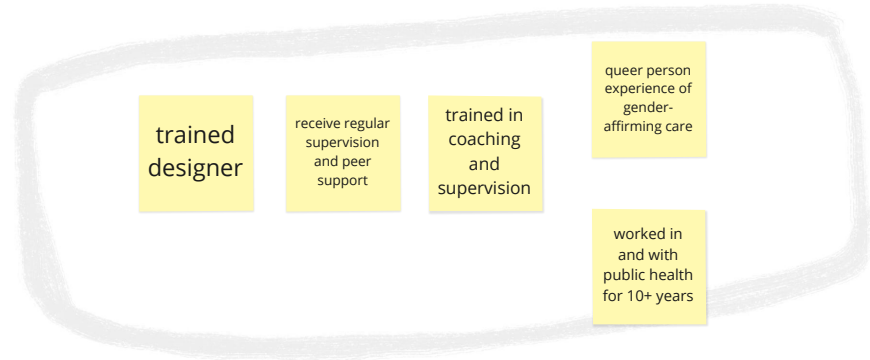 trained
designer
receive regular
supervision
and peer
support
trained in
coaching
and
supervision
queer person
experience of
gender-
affirming care
worked in
and with
public health
for 10+ years